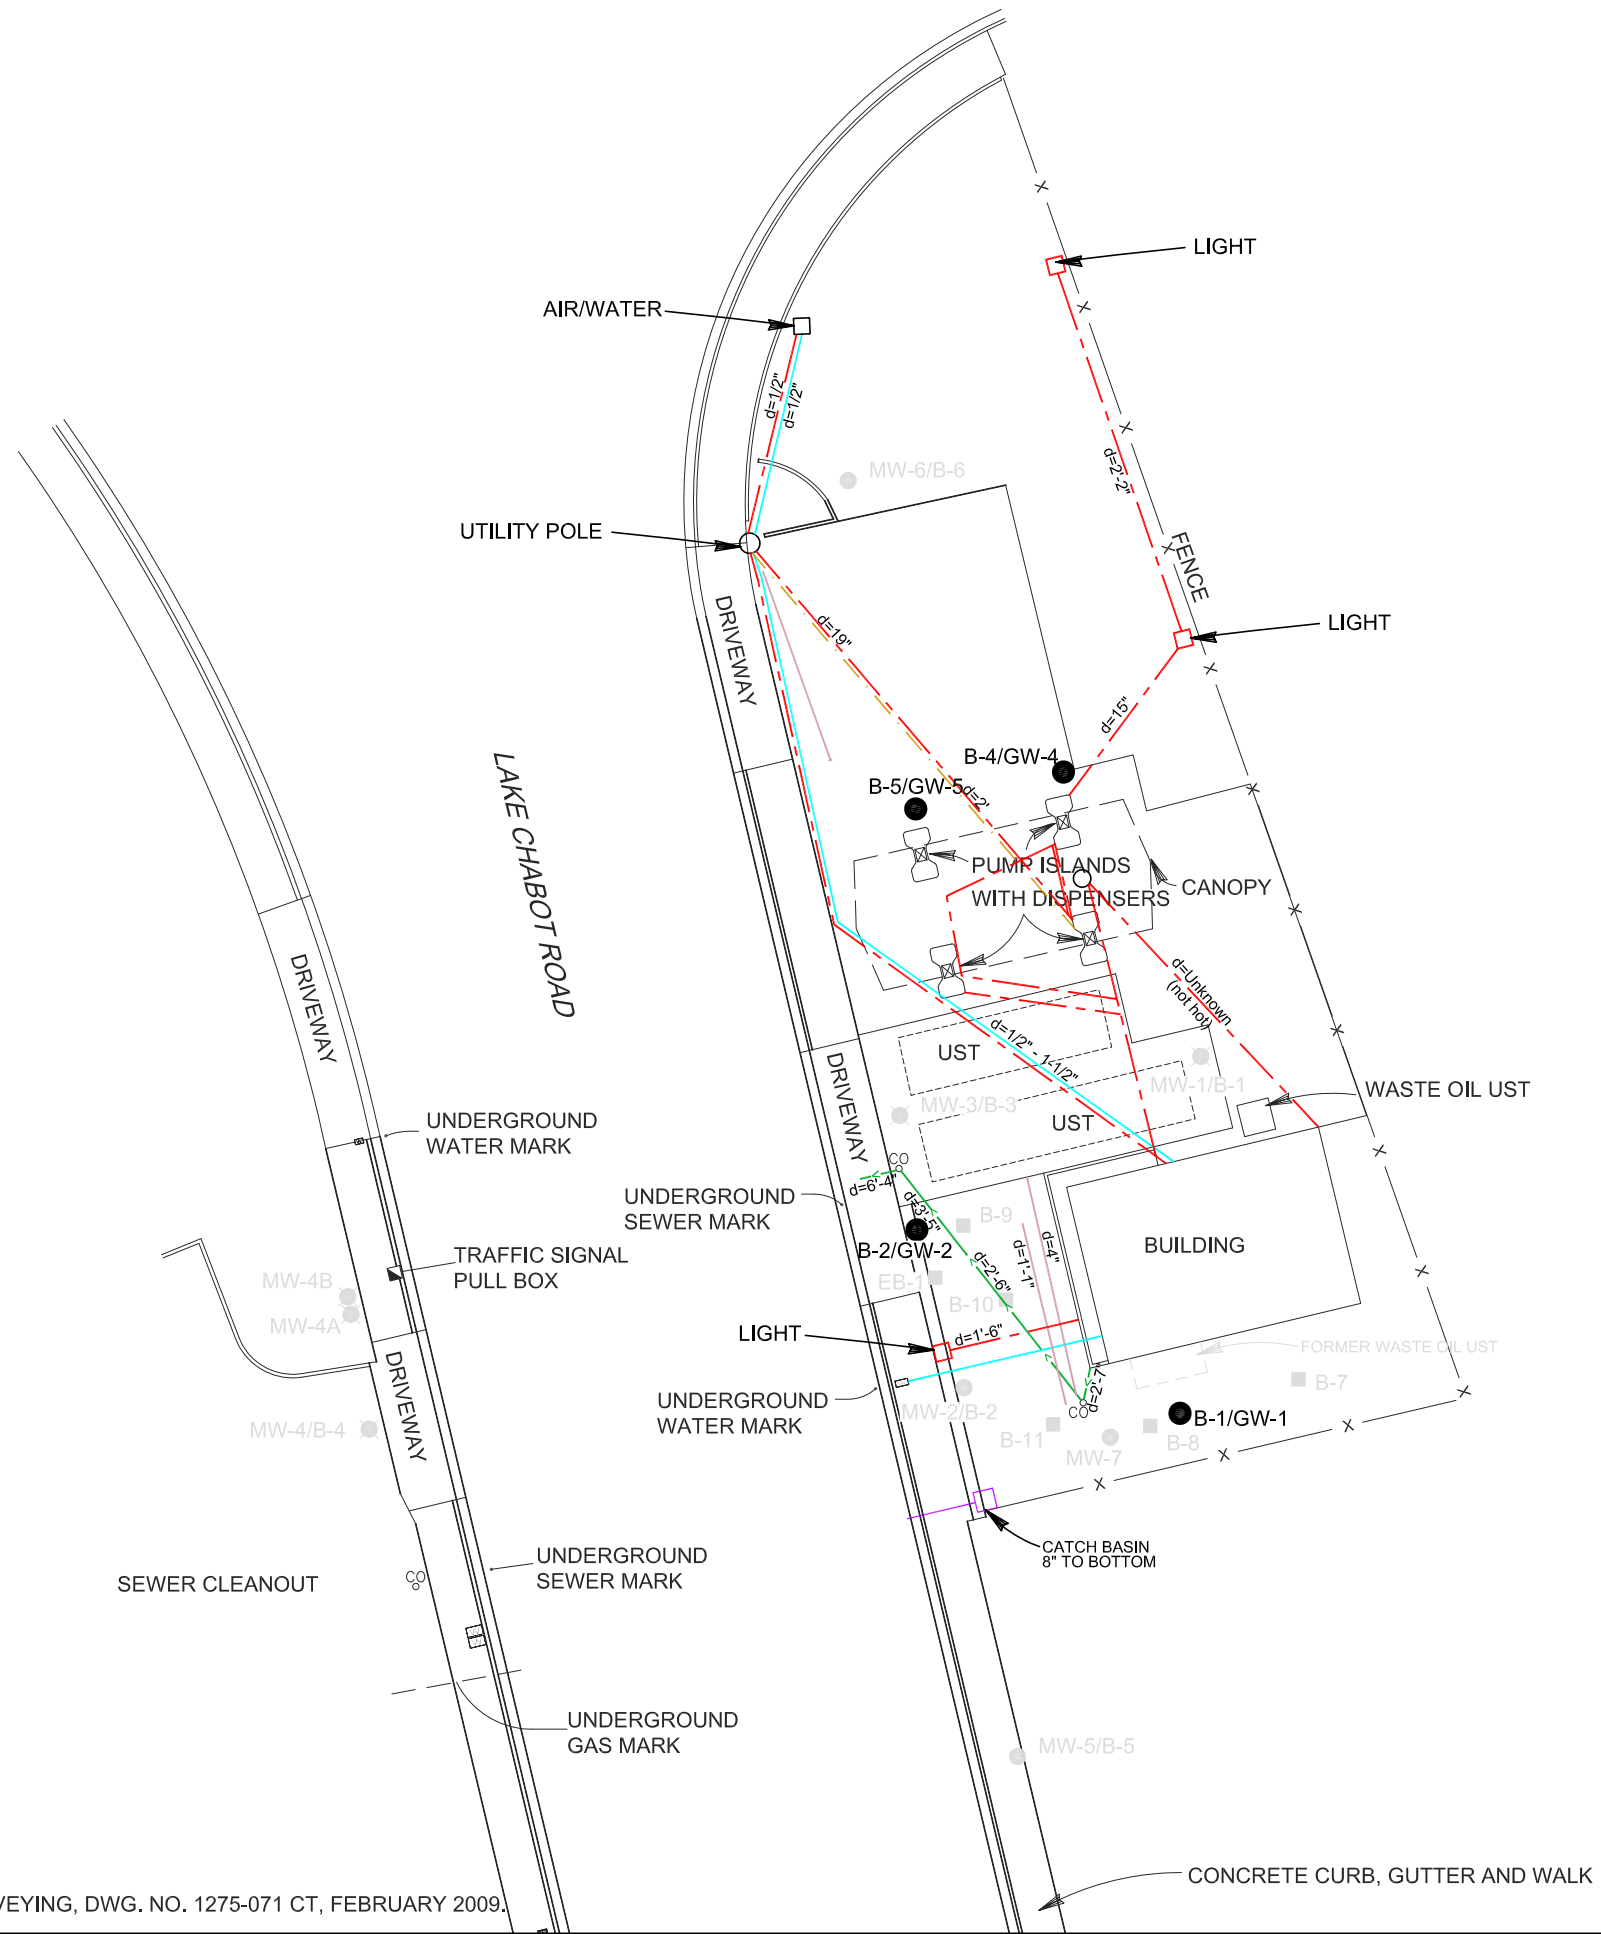 LIGHT
AIR/WATER
d=1/2"
d=1/2"
d=2'-2"
MW-6/B-6
UTILITY POLE
FENCE
LIGHT
DRIVEWAY
d=19"
d=15"
B-4/GW-4
B-5/GW-5
d=2'
LAKE CHABOT ROAD
PUMP ISLANDS
WITH DISPENSERS
CANOPY
DRIVEWAY
d=Unknown
(not hot)
d=1/2" - 1-1/2"
UST
MW-1/B-1
WASTE OIL UST
MW-3/B-3
UST
DRIVEWAY
UNDERGROUND
WATER MARK
CO
d=6'-4"
d=3'-5"
UNDERGROUND
SEWER MARK
B-9
B-2/GW-2
d=4"
d=1'-1"
d=2'-6"
BUILDING
TRAFFIC SIGNAL
PULL BOX
MW-4B
MW-4A
EB-1
B-10
LIGHT
d=1'-6"
FORMER WASTE OIL UST
DRIVEWAY
UNDERGROUND
WATER MARK
d=2'-7"
CO
B-7
MW-2/B-2
B-1/GW-1
MW-4/B-4
B-11
MW-7
B-8
CATCH BASIN
8" TO BOTTOM
UNDERGROUND
SEWER MARK
SEWER CLEANOUT
CO
UNDERGROUND
GAS MARK
MW-5/B-5
CONCRETE CURB, GUTTER AND WALK
VEYING, DWG. NO. 1275-071 CT, FEBRUARY 2009.